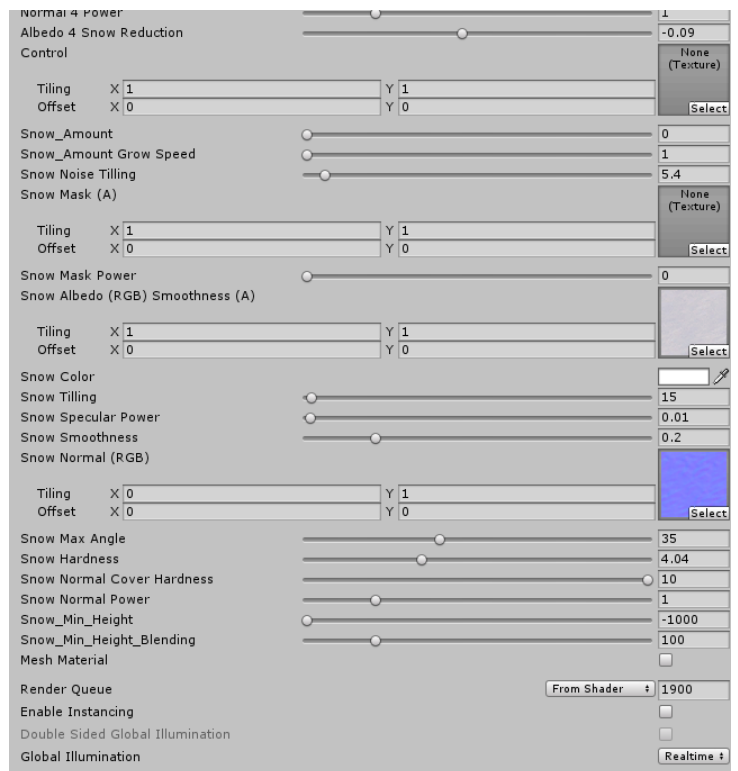 Normal 4 Power 1
Albedo 4 Snow Reduction -0.09
Control None
(Texture)
Tiling X 1 Y 1
Offset X 0 Y 0
Select
Snow_Amount 0
Snow_Amount Grow Speed 1
Snow Noise Tilling 5.4
Snow Mask (A) None
(Texture)
Tiling X 1 Y 1
Offset X 0 Y 0
Select
Snow Mask Power 0
Snow Albedo (RGB) Smoothness (A)
Tiling X 1 Y 1
Offset X 0 Y 0
Select
Snow Color
Snow Tilling 15
Snow Specular Power 0.01
Snow Smoothness 0.2
Snow Normal (RGB)
Tiling X 0 Y 1
Offset X 0 Y 0
Select
Snow Max Angle 35
Snow Hardness 4.04
Snow Normal Cover Hardness 10
Snow Normal Power 1
Snow_Min_Height -1000
Snow_Min_Height_Blending 100
Mesh Material
Render Queue From Shader 1900
Enable Instancing
Double Sided Global Illumination
Global Illumination Realtime